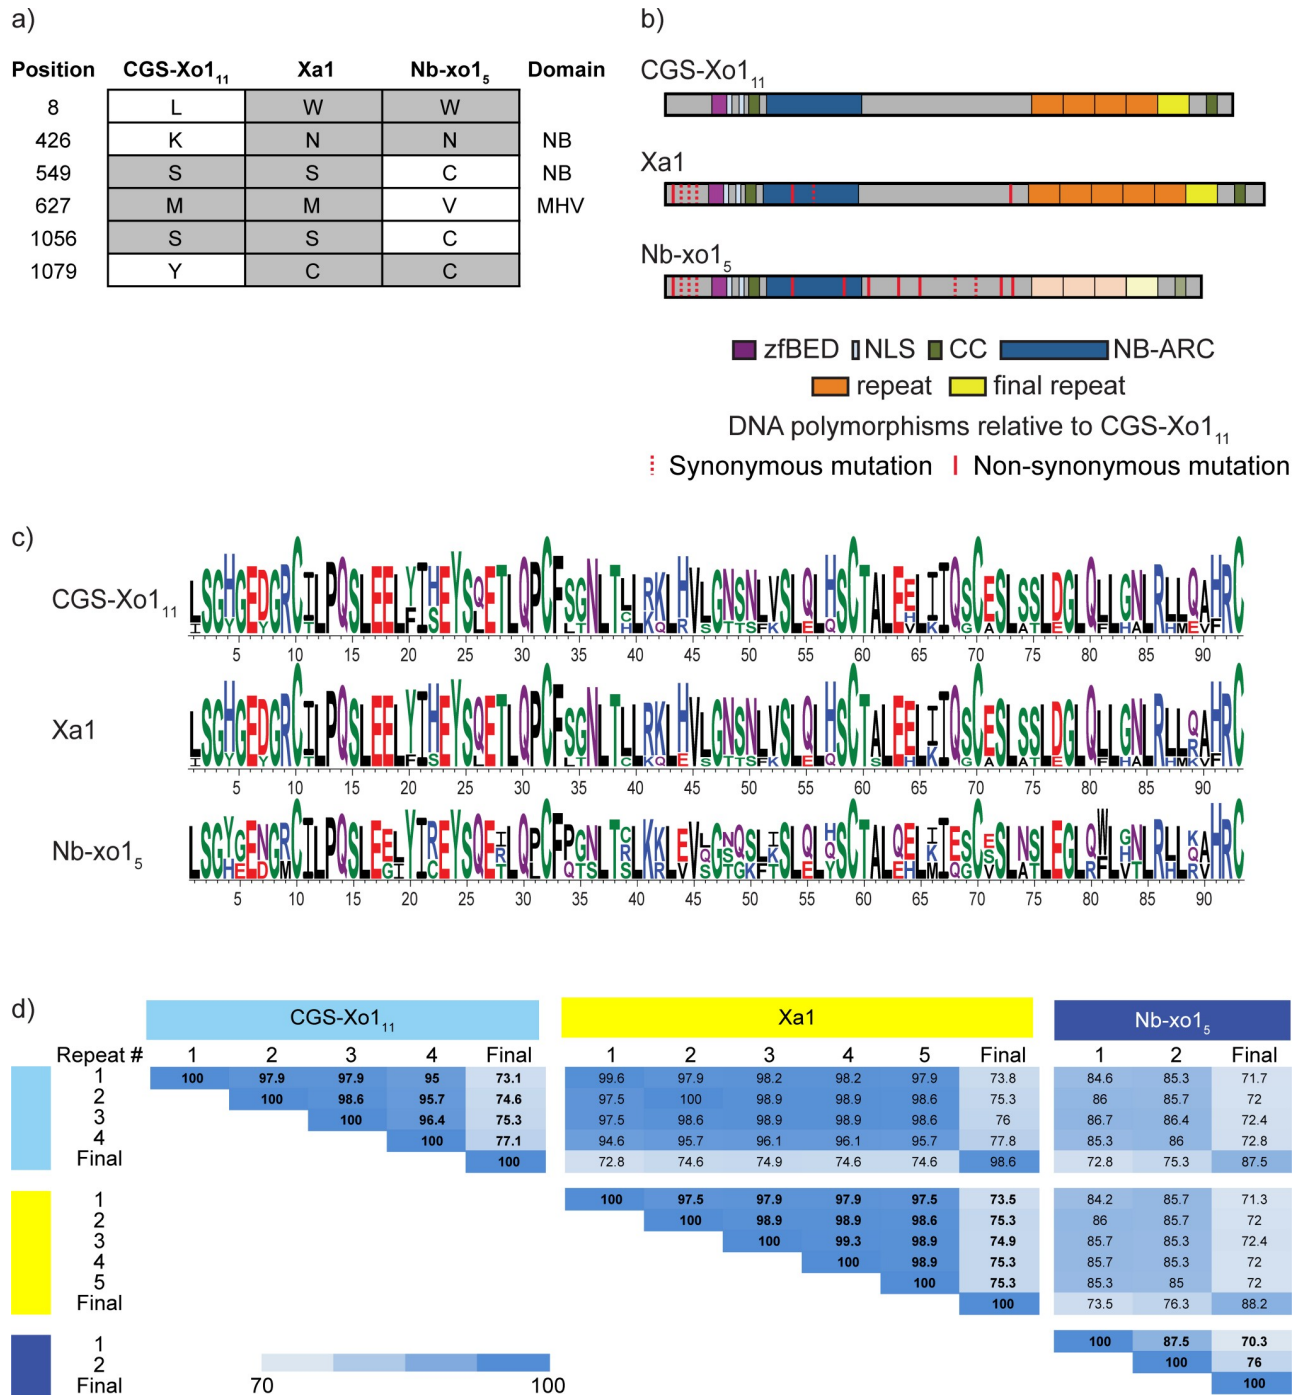 a)
Position CGS-Xo1₁₁ Xa1 Nb-xo1₅ Domain
8 L W W
426 K N N NB
549 S S C NB
627 M M V MHV
1056 S S C
1079 Y C C
b)
CGS-Xo1₁₁
Xa1
Nb-xo1₅
zfBED NLS CC NB-ARC
repeat final repeat
DNA polymorphisms relative to CGS-Xo1₁₁
Synonymous mutation Non-synonymous mutation
c)
CGS-Xo1₁₁
5 10 15 20 25 30 35 40 45 50 55 60 65 70 75 80 85 90
Xa1
5 10 15 20 25 30 35 40 45 50 55 60 65 70 75 80 85 90
Nb-xo1₅
5 10 15 20 25 30 35 40 45 50 55 60 65 70 75 80 85 90
d)
CGS-Xo1₁₁ Xa1 Nb-xo1₅
Repeat # 1 2 3 4 Final 1 2 3 4 5 Final 1 2 Final
1 100 97.9 97.9 95 73.1 99.6 97.9 98.2 98.2 97.9 73.8 84.6 85.3 71.7
2 100 98.6 95.7 74.6 97.5 100 98.9 98.9 98.6 75.3 86 85.7 72
3 100 96.4 75.3 97.5 98.6 98.9 98.9 98.6 76 86.7 86.4 72.4
4 100 77.1 94.6 95.7 96.1 96.1 95.7 77.8 85.3 86 72.8
Final 100 72.8 74.6 74.9 74.6 74.6 98.6 72.8 75.3 87.5
1 100 97.5 97.9 97.9 97.5 73.5 84.2 85.7 71.3
2 100 98.9 98.9 98.6 75.3 86 85.7 72
3 100 99.3 98.9 74.9 85.7 85.3 72.4
4 100 98.9 75.3 85.7 85.3 72
5 100 75.3 85.3 85 72
Final 100 73.5 76.3 88.2
1 100 87.5 70.3
2 100 76
Final 100
70 100